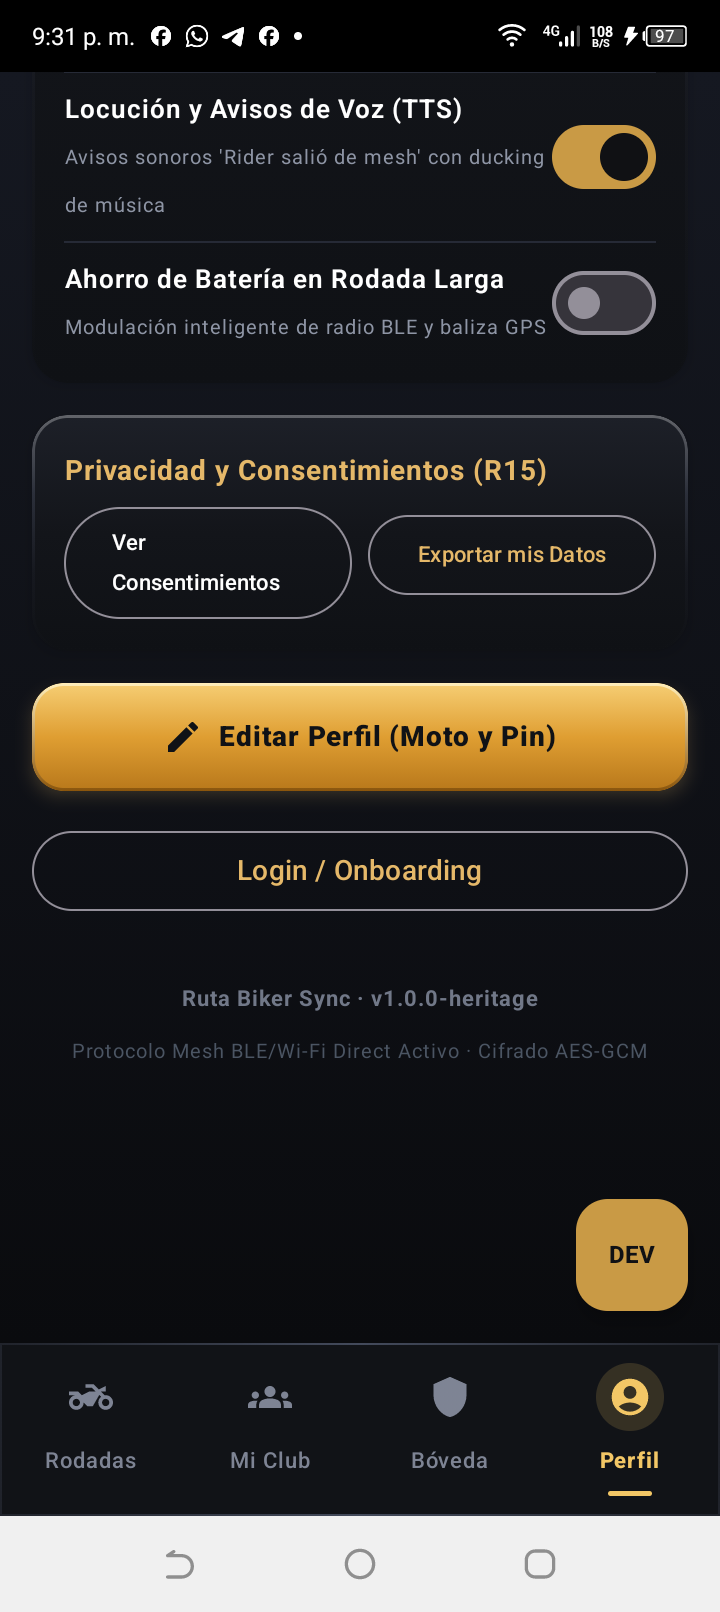 9:31 p. m.
4G
108
B/S
97
Locución y Avisos de Voz (TTS)
Avisos sonoros 'Rider salió de mesh' con ducking
de música
Ahorro de Batería en Rodada Larga
Modulación inteligente de radio BLE y baliza GPS
Privacidad y Consentimientos (R15)
Ver
Consentimientos
Exportar mis Datos
Editar Perfil (Moto y Pin)
Login / Onboarding
Ruta Biker Sync · v1.0.0-heritage
Protocolo Mesh BLE/Wi-Fi Direct Activo · Cifrado AES-GCM
DEV
Rodadas
Mi Club
Bóveda
Perfil